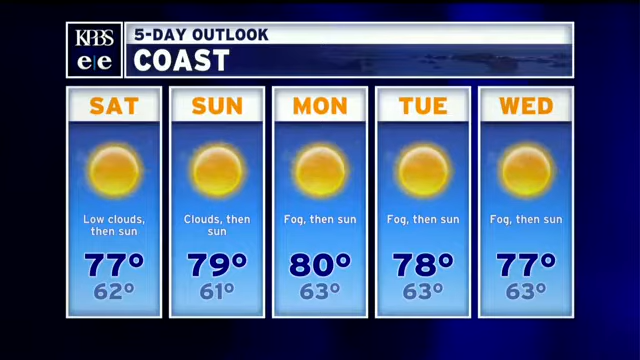 KPBS
e|e
5-DAY OUTLOOK
COAST
SAT
Low clouds,
then sun
77°
62°
SUN
Clouds, then
sun
79°
61°
MON
Fog, then sun
80°
63°
TUE
Fog, then sun
78°
63°
WED
Fog, then sun
77°
63°